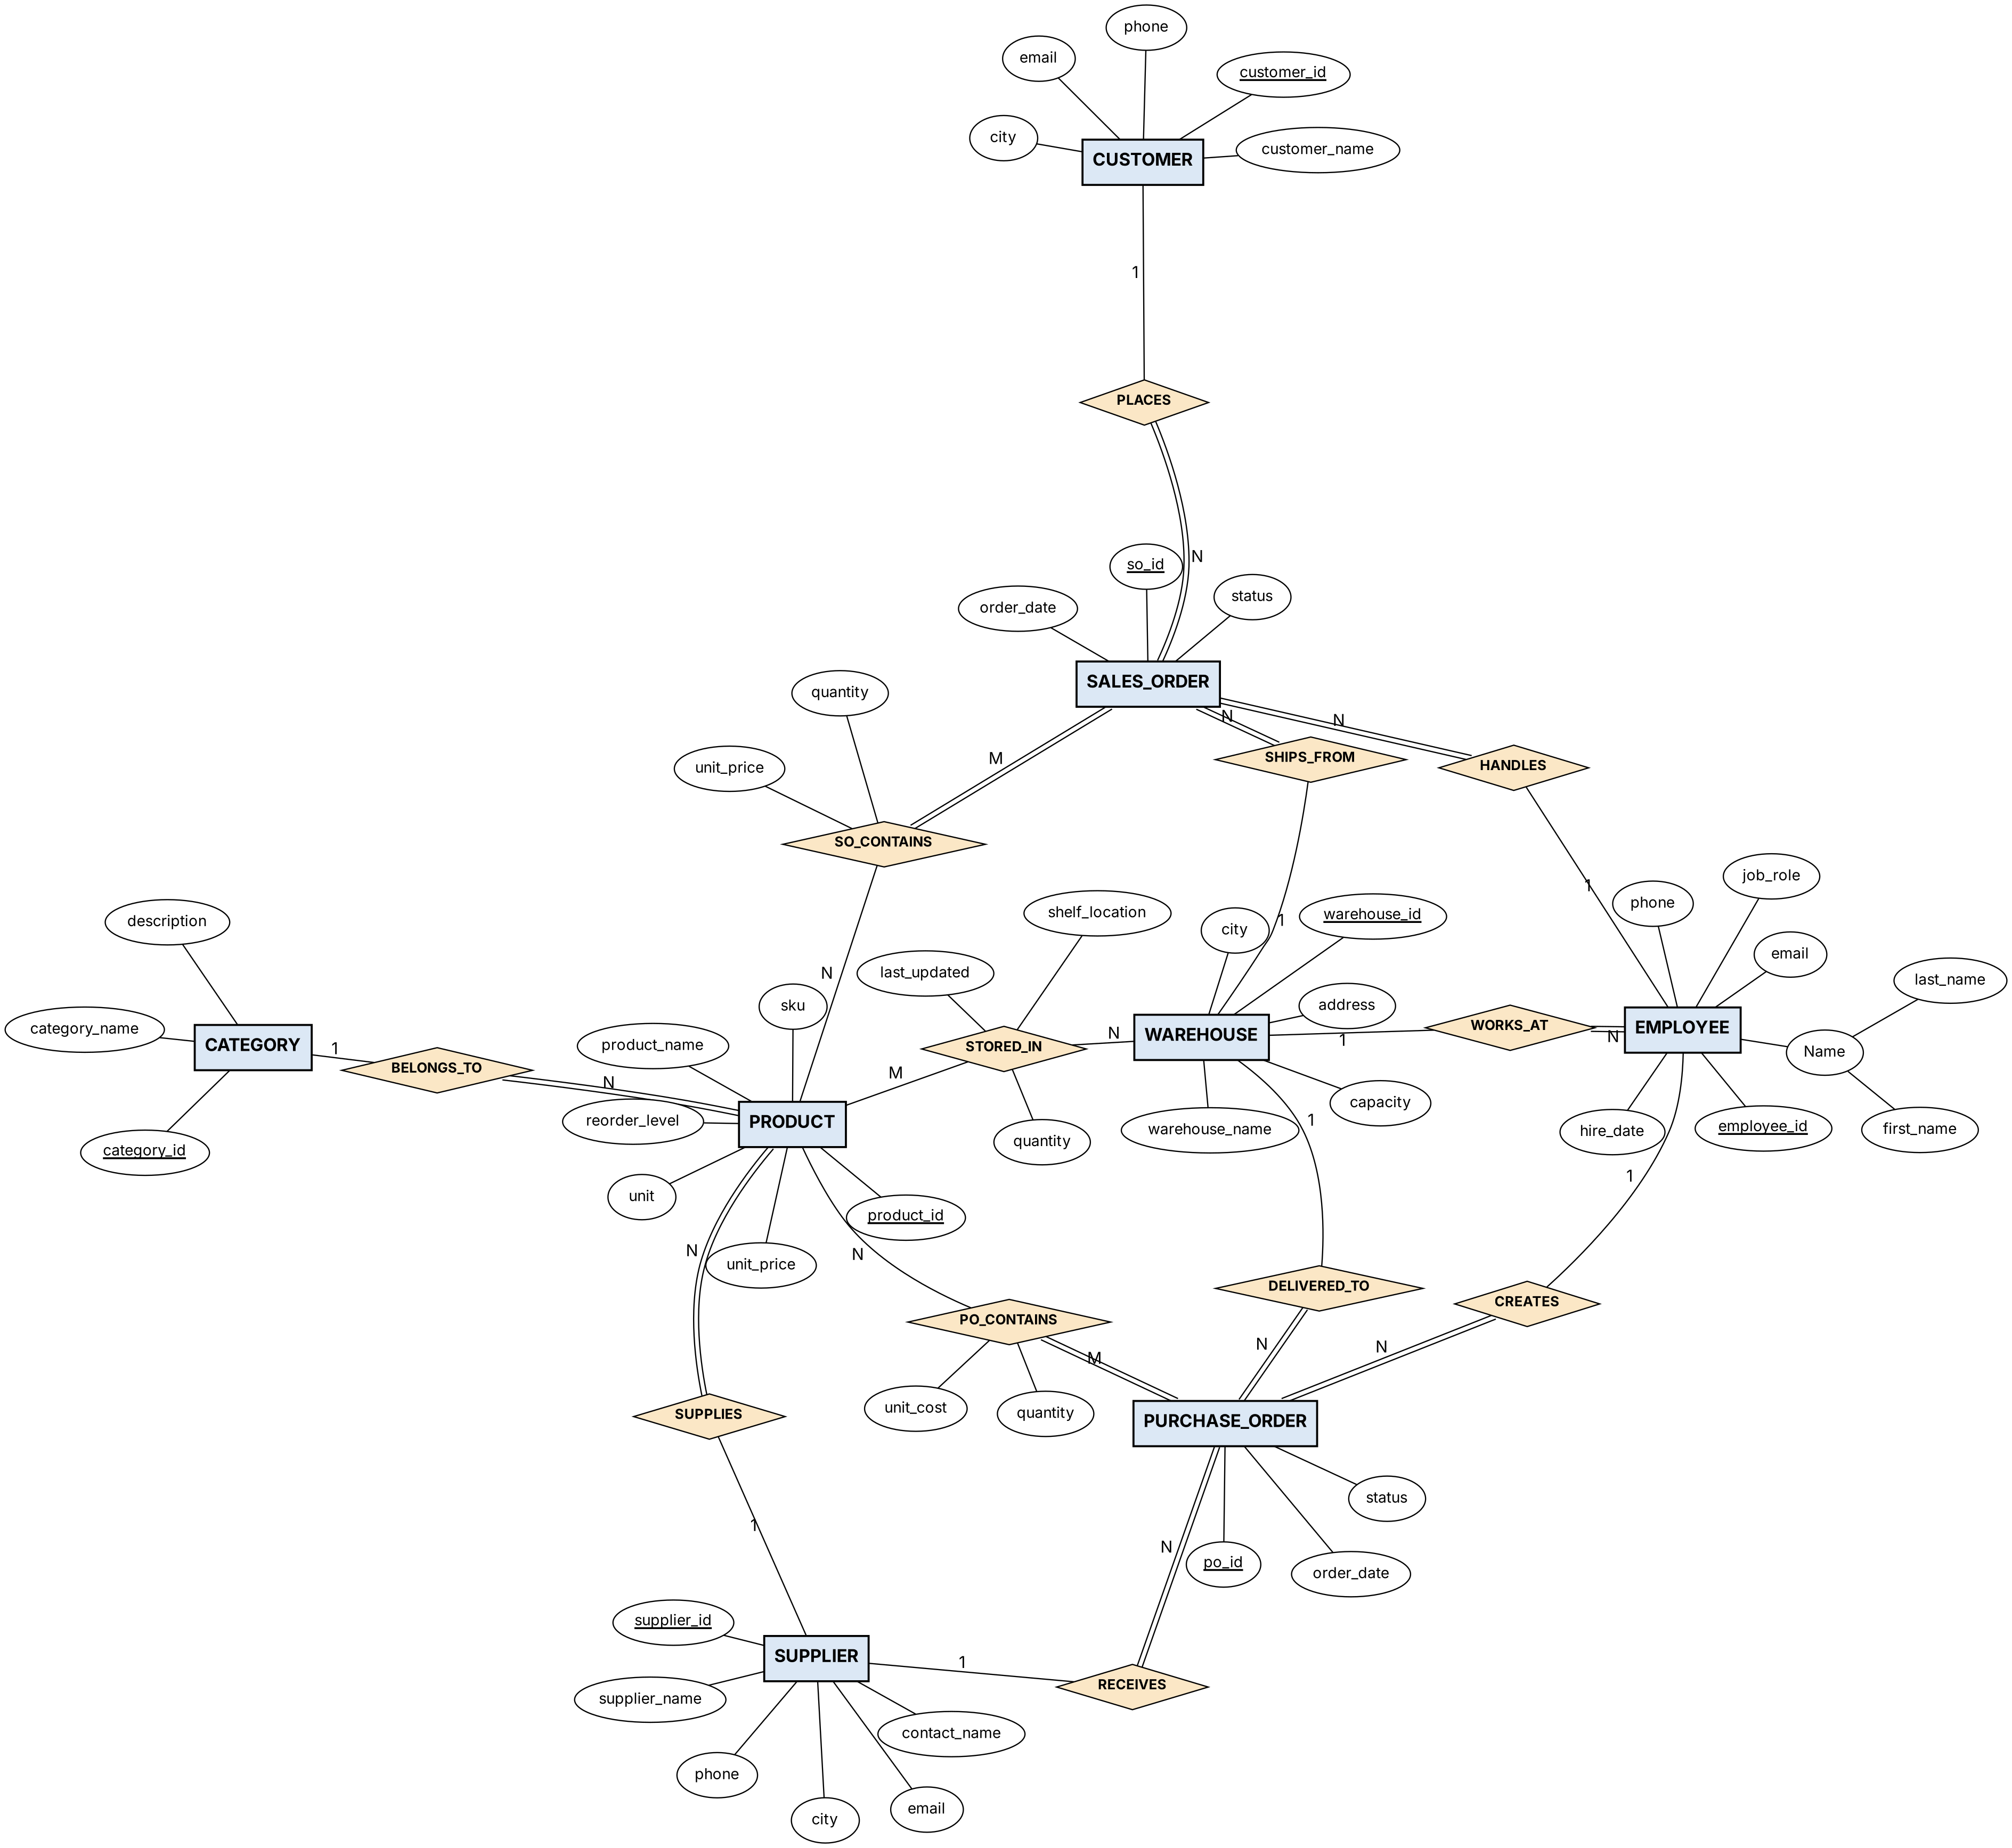 phone
email
customer_id
city
customer_name
CUSTOMER
1
PLACES
N
so_id
status
order_date
SALES_ORDER
quantity
N
N
M
unit_price
SHIPS_FROM
HANDLES
SO_CONTAINS
job_role
1
phone
shelf_location
city
1
warehouse_id
description
email
last_updated
N
last_name
sku
address
category_name
product_name
N
STORED_IN
WAREHOUSE
1
WORKS_AT
N
EMPLOYEE
Name
CATEGORY
1
BELONGS_TO
N
M
reorder_level
PRODUCT
warehouse_name
1
capacity
hire_date
employee_id
first_name
category_id
quantity
1
unit
product_id
N
N
unit_price
DELIVERED_TO
CREATES
PO_CONTAINS
M
N
N
SUPPLIES
unit_cost
quantity
PURCHASE_ORDER
status
1
N
po_id
order_date
supplier_id
SUPPLIER
1
RECEIVES
supplier_name
contact_name
phone
city
email